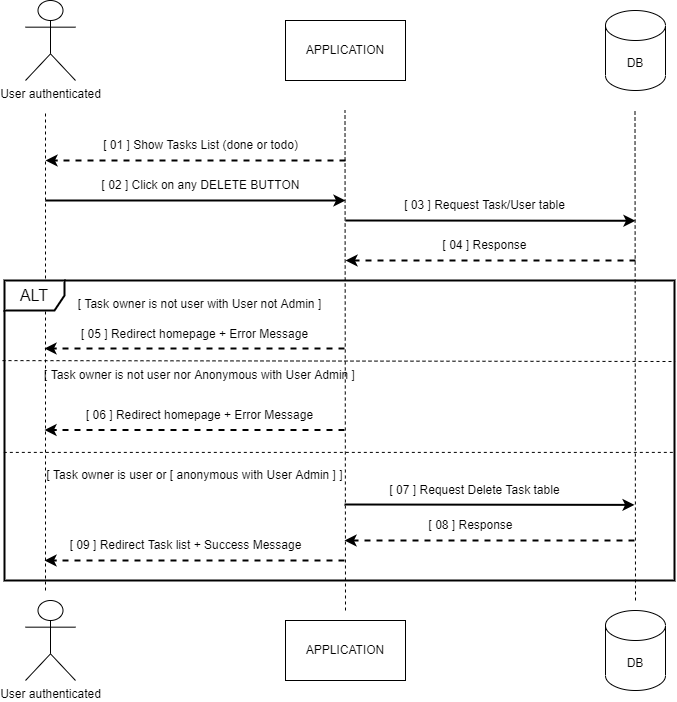 User authenticated
APPLICATION
DB
[ 01 ] Show Tasks List (done or todo)
[ 02 ] Click on any DELETE BUTTON
[ 03 ] Request Task/User table
[ 04 ] Response
ALT
[ Task owner is not user with User not Admin ]
[ 05 ] Redirect homepage + Error Message
[ Task owner is not user nor Anonymous with User Admin ]
[ 06 ] Redirect homepage + Error Message
[ Task owner is user or [ anonymous with User Admin ] ]
[ 07 ] Request Delete Task table
[ 08 ] Response
[ 09 ] Redirect Task list + Success Message
User authenticated
APPLICATION
DB